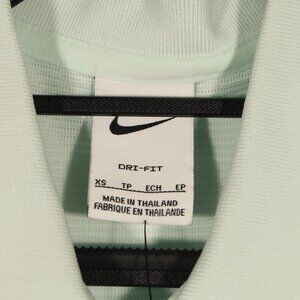 DRI-FIT
XS TP ECH EP
MADE IN THAILAND
FABRIQUE EN THAILANDE